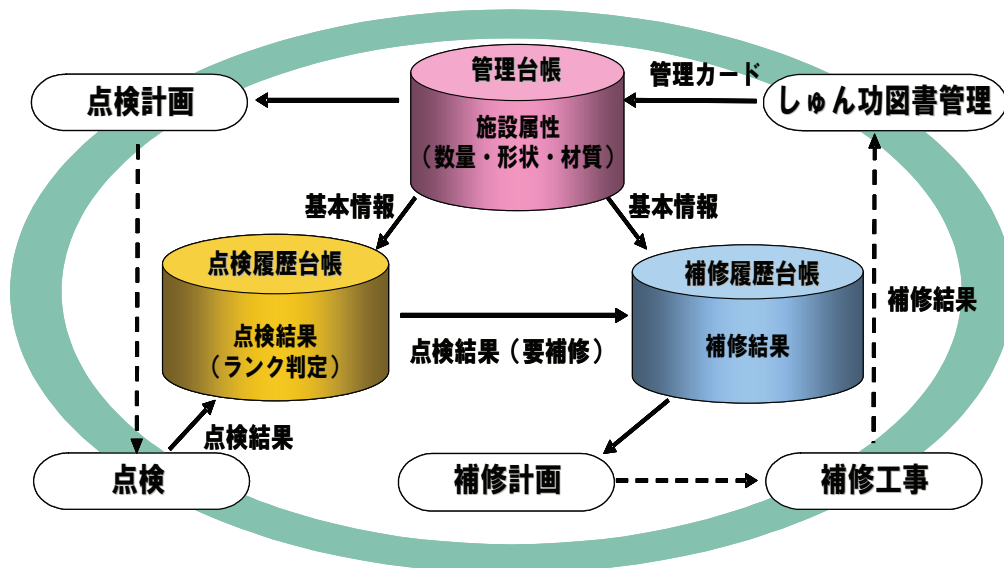 管理台帳
管理カード
点検計画
しゅん功図書管理
施設属性
（数量・形状・材質）
基本情報
基本情報
点検履歴台帳
補修履歴台帳
補修結果
点検結果
（ランク判定）
点検結果（要補修）
補修結果
点検結果
点検
補修計画
補修工事